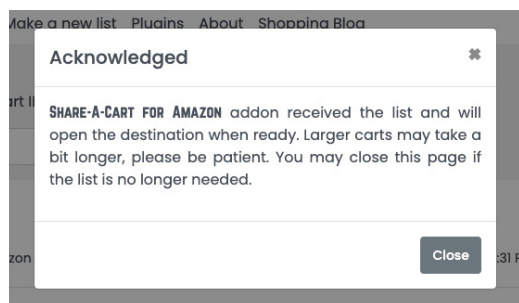 Make a new list Plugins About Shopping Blog
Acknowledged
SHARE-A-CART FOR AMAZON addon received the list and will
open the destination when ready. Larger carts may take a
bit longer, please be patient. You may close this page if
the list is no longer needed.
Close